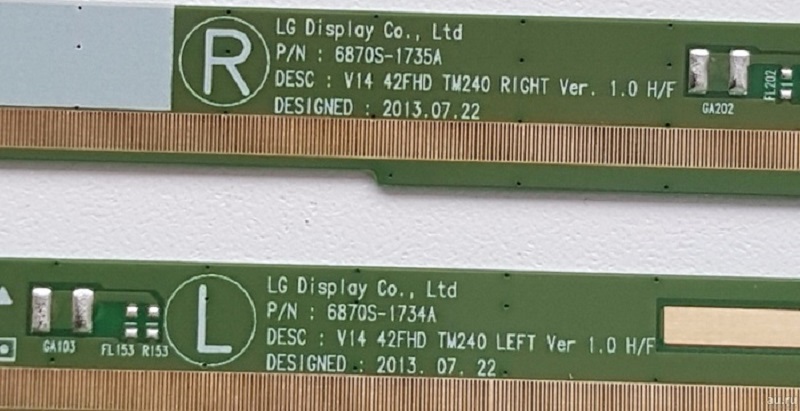 R
LG Display Co., Ltd
P/N : 6870S-1735A
DESC : V14 42FHD TM240 RIGHT Ver. 1.0 H/F
DESIGNED : 2013.07.22
GA202
FL202
L
LG Display Co., Ltd
P/N : 6870S-1734A
DESC : V14 42FHD TM240 LEFT Ver 1.0 H/F
DESIGNED : 2013. 07. 22
GA103
FL153 R153
au.ru